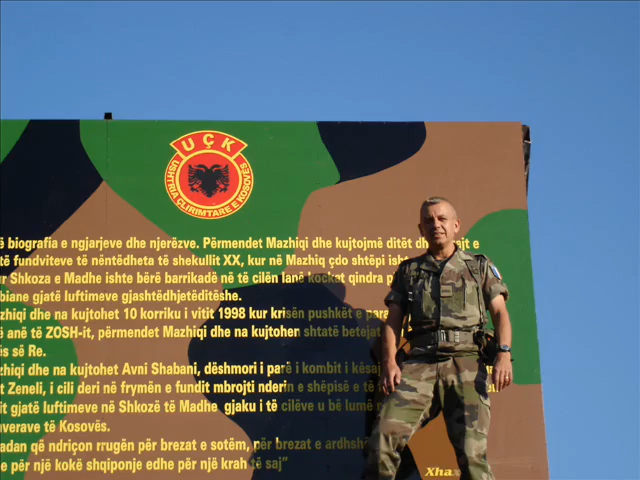 UÇK
USHTRIA ÇLIRIMTARE E KOSOVËS
ë biografia e ngjarjeve dhe njerëzve. Përmendet Mazhiqi dhe kujtojmë ditët dhe e
të fundviteve të nëntëdheta të shekullit XX, kur në Mazhiq çdo shtëpi isht
ur Shkoza e Madhe ishte bërë barrikadë në të cilën lanë kockat qindra p
biane gjatë luftimeve gjashtëdhjetëditëshe.
zhiqi dhe na kujtohet 10 korriku i vitit 1998 kur krisën pushkët e para
ë anë të ZOSH-it, përmendet Mazhiqi dhe na kujtohen shtatë betejat
ës së Re.
zhiqi dhe na kujtohet Avni Shabani, dëshmori i parë i kombit i kësaj
t Zeneli, i cili deri në frymën e fundit mbrojti nderin e shëpisë e të
it gjatë luftimeve në Shkozë të Madhe gjaku i të cilëve u bë lumë
verave të Kosovës.
adan që ndriçon rrugën për brezat e sotëm, për brezat e ardhsh
e për një kokë shqiponje edhe për një krah të saj”
Xha